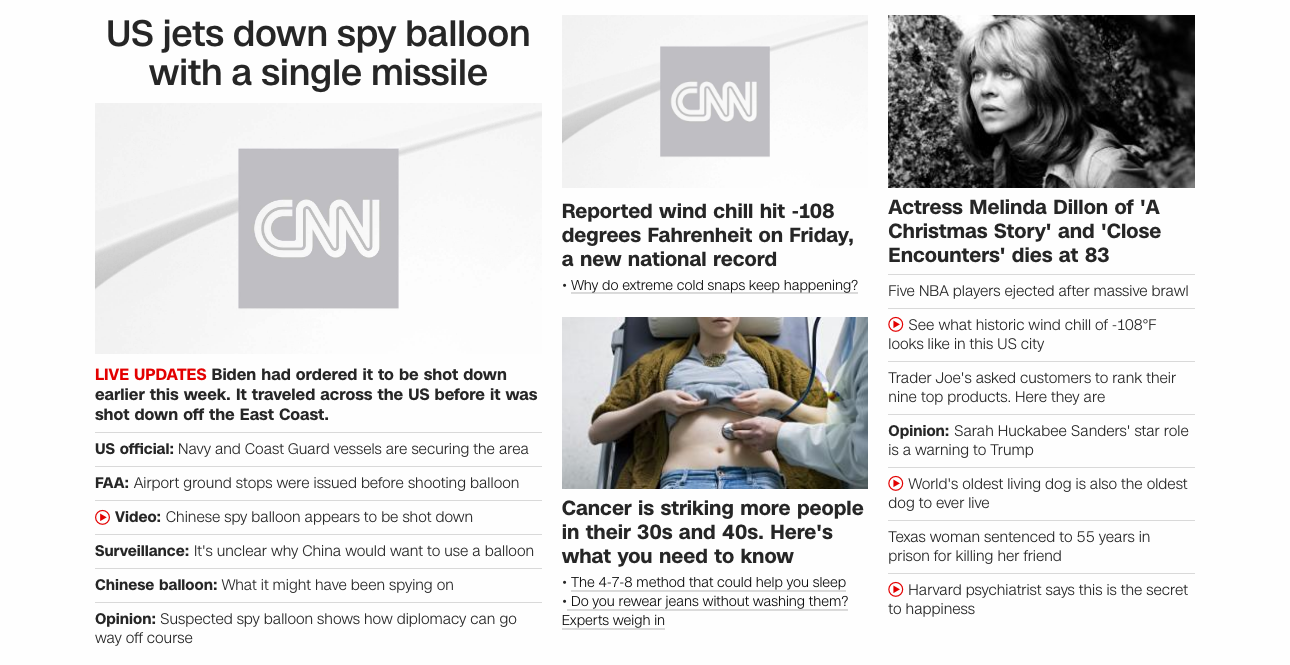 US jets down spy balloon
with a single missile
CNN
LIVE UPDATES Biden had ordered it to be shot down
earlier this week. It traveled across the US before it was
shot down off the East Coast.
US official: Navy and Coast Guard vessels are securing the area
FAA: Airport ground stops were issued before shooting balloon
Video: Chinese spy balloon appears to be shot down
Surveillance: It's unclear why China would want to use a balloon
Chinese balloon: What it might have been spying on
Opinion: Suspected spy balloon shows how diplomacy can go
way off course
CNN
Reported wind chill hit -108
degrees Fahrenheit on Friday,
a new national record
• Why do extreme cold snaps keep happening?
Cancer is striking more people
in their 30s and 40s. Here's
what you need to know
• The 4-7-8 method that could help you sleep
• Do you rewear jeans without washing them?
Experts weigh in
Actress Melinda Dillon of 'A
Christmas Story' and 'Close
Encounters' dies at 83
Five NBA players ejected after massive brawl
See what historic wind chill of -108°F
looks like in this US city
Trader Joe's asked customers to rank their
nine top products. Here they are
Opinion: Sarah Huckabee Sanders' star role
is a warning to Trump
World's oldest living dog is also the oldest
dog to ever live
Texas woman sentenced to 55 years in
prison for killing her friend
Harvard psychiatrist says this is the secret
to happiness